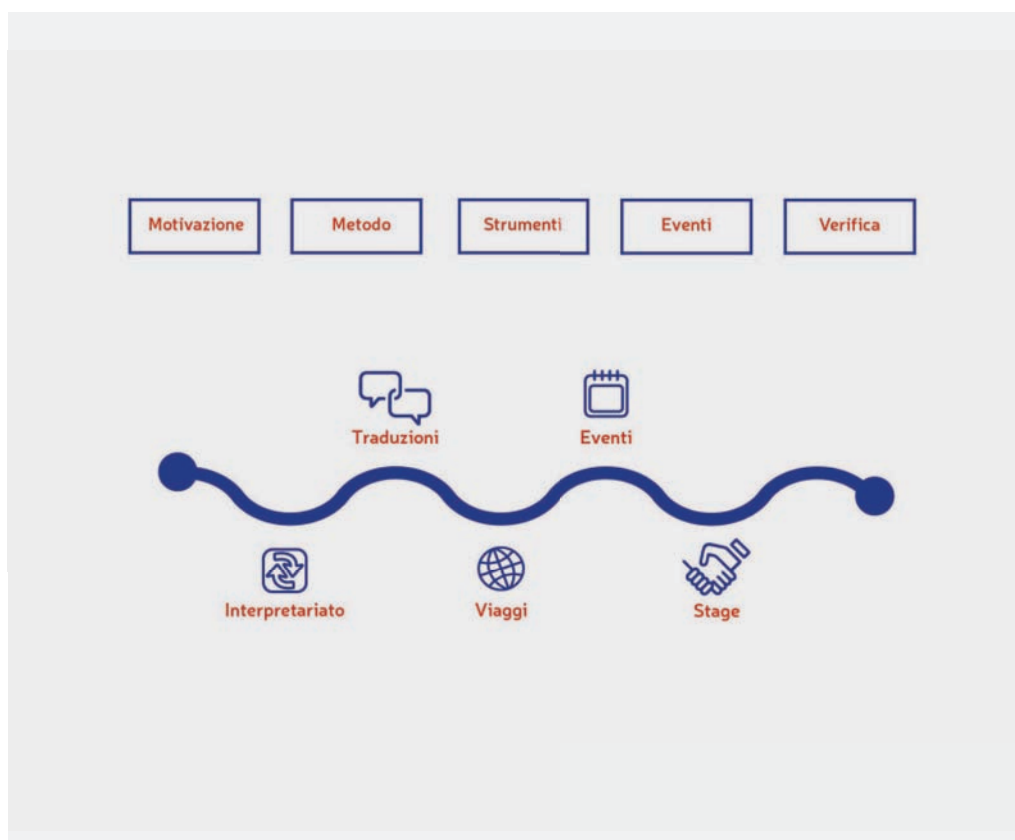 Motivazione
Metodo
Strumenti
Eventi
Verifica
Traduzioni
Eventi
Interpretariato
Viaggi
Stage